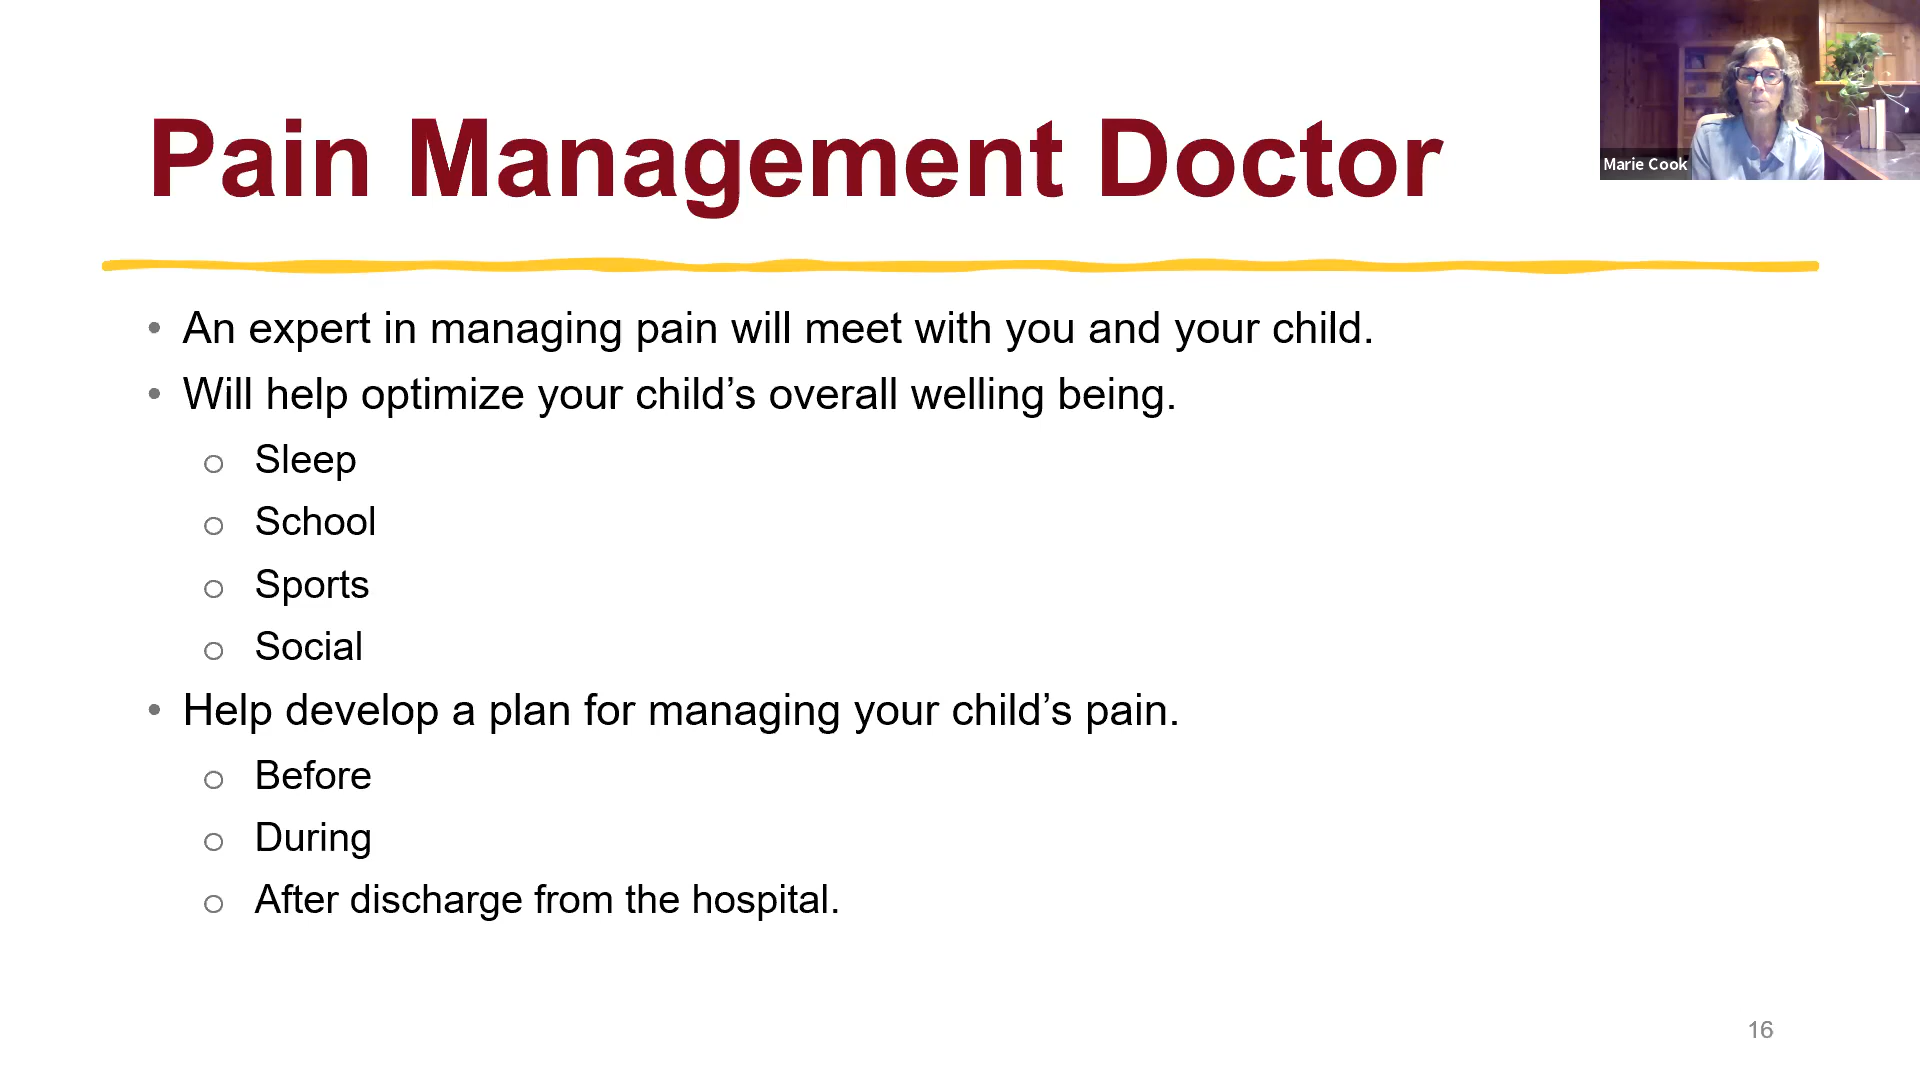 Pain Management Doctor
Marie Cook
• An expert in managing pain will meet with you and your child.
• Will help optimize your child’s overall welling being.
o Sleep
o School
o Sports
o Social
• Help develop a plan for managing your child’s pain.
o Before
o During
o After discharge from the hospital.
16